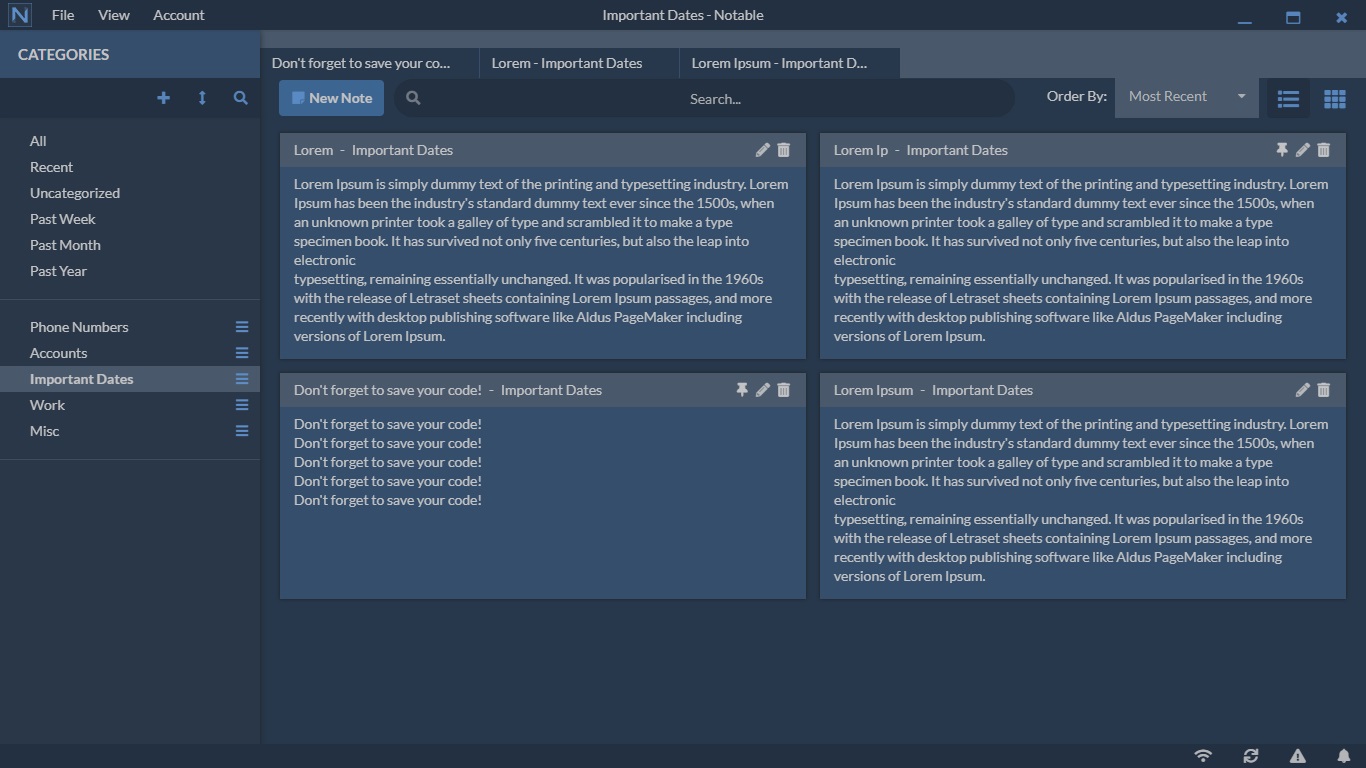 N File View Account
Important Dates - Notable
CATEGORIES
Don't forget to save your co...
Lorem - Important Dates
Lorem Ipsum - Important D...
New Note
Search...
Order By:
Most Recent
All
Recent
Uncategorized
Past Week
Past Month
Past Year
Phone Numbers
Accounts
Important Dates
Work
Misc
Lorem - Important Dates
Lorem Ipsum is simply dummy text of the printing and typesetting industry. Lorem
Ipsum has been the industry's standard dummy text ever since the 1500s, when
an unknown printer took a galley of type and scrambled it to make a type
specimen book. It has survived not only five centuries, but also the leap into
electronic
typesetting, remaining essentially unchanged. It was popularised in the 1960s
with the release of Letraset sheets containing Lorem Ipsum passages, and more
recently with desktop publishing software like Aldus PageMaker including
versions of Lorem Ipsum.
Lorem Ip - Important Dates
Lorem Ipsum is simply dummy text of the printing and typesetting industry. Lorem
Ipsum has been the industry's standard dummy text ever since the 1500s, when
an unknown printer took a galley of type and scrambled it to make a type
specimen book. It has survived not only five centuries, but also the leap into
electronic
typesetting, remaining essentially unchanged. It was popularised in the 1960s
with the release of Letraset sheets containing Lorem Ipsum passages, and more
recently with desktop publishing software like Aldus PageMaker including
versions of Lorem Ipsum.
Don't forget to save your code! - Important Dates
Don't forget to save your code!
Don't forget to save your code!
Don't forget to save your code!
Don't forget to save your code!
Don't forget to save your code!
Lorem Ipsum - Important Dates
Lorem Ipsum is simply dummy text of the printing and typesetting industry. Lorem
Ipsum has been the industry's standard dummy text ever since the 1500s, when
an unknown printer took a galley of type and scrambled it to make a type
specimen book. It has survived not only five centuries, but also the leap into
electronic
typesetting, remaining essentially unchanged. It was popularised in the 1960s
with the release of Letraset sheets containing Lorem Ipsum passages, and more
recently with desktop publishing software like Aldus PageMaker including
versions of Lorem Ipsum.